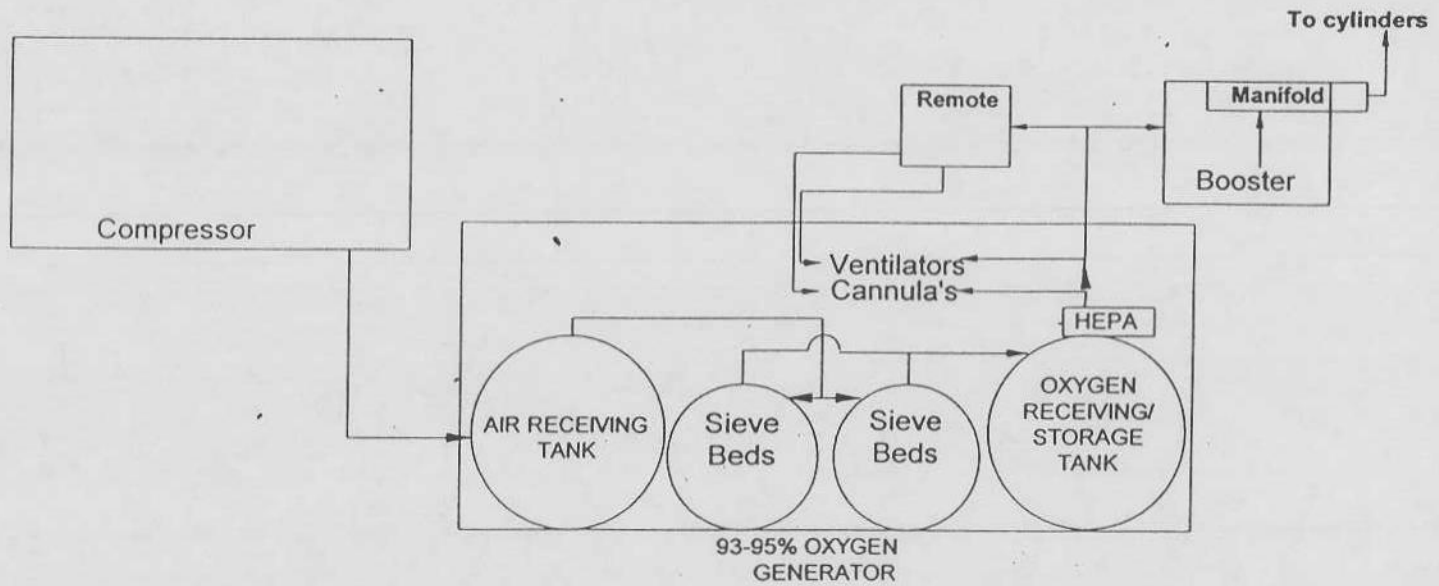 To cylinders
Remote
Manifold
Booster
Compressor
Ventilators
Cannula's
HEPA
AIR RECEIVING
TANK
Sieve
Beds
Sieve
Beds
OXYGEN
RECEIVING/
STORAGE
TANK
93-95% OXYGEN
GENERATOR